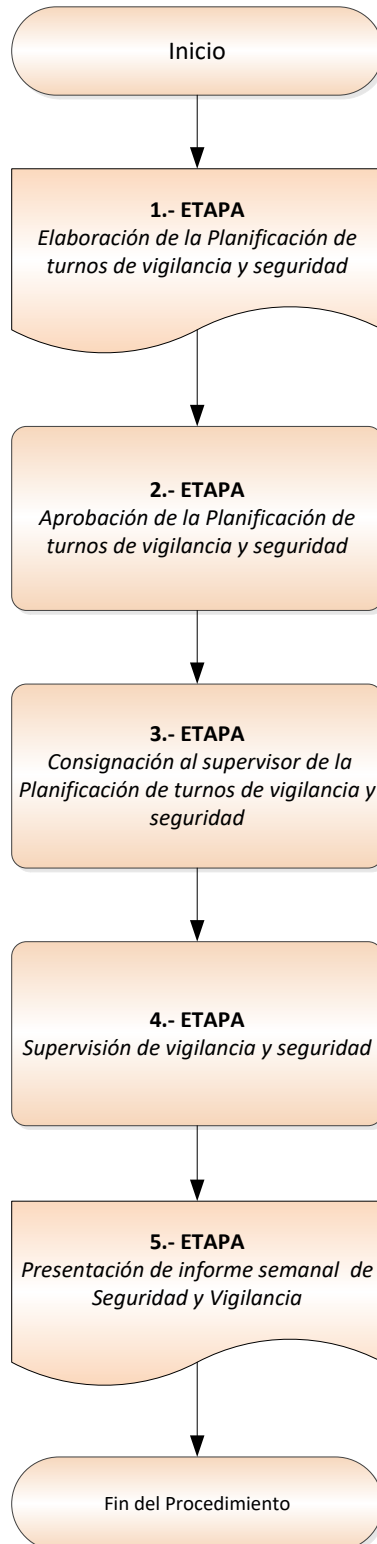 Inicio
1.- ETAPA
Elaboración de la Planificación de
turnos de vigilancia y seguridad
2.- ETAPA
Aprobación de la Planificación de
turnos de vigilancia y seguridad
3.- ETAPA
Consignación al supervisor de la
Planificación de turnos de vigilancia y
seguridad
4.- ETAPA
Supervisión de vigilancia y seguridad
5.- ETAPA
Presentación de informe semanal  de
Seguridad y Vigilancia
Fin del Procedimiento